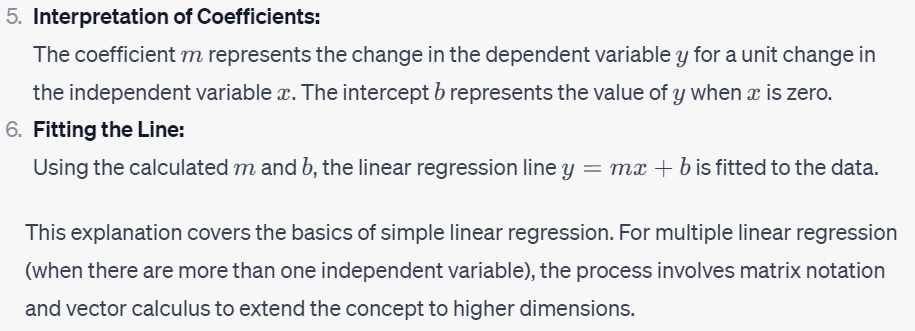 5. Interpretation of Coefficients:
The coefficient m represents the change in the dependent variable y for a unit change in
the independent variable x. The intercept b represents the value of y when x is zero.
6. Fitting the Line:
Using the calculated m and b, the linear regression line y = mx + b is fitted to the data.
This explanation covers the basics of simple linear regression. For multiple linear regression
(when there are more than one independent variable), the process involves matrix notation
and vector calculus to extend the concept to higher dimensions.